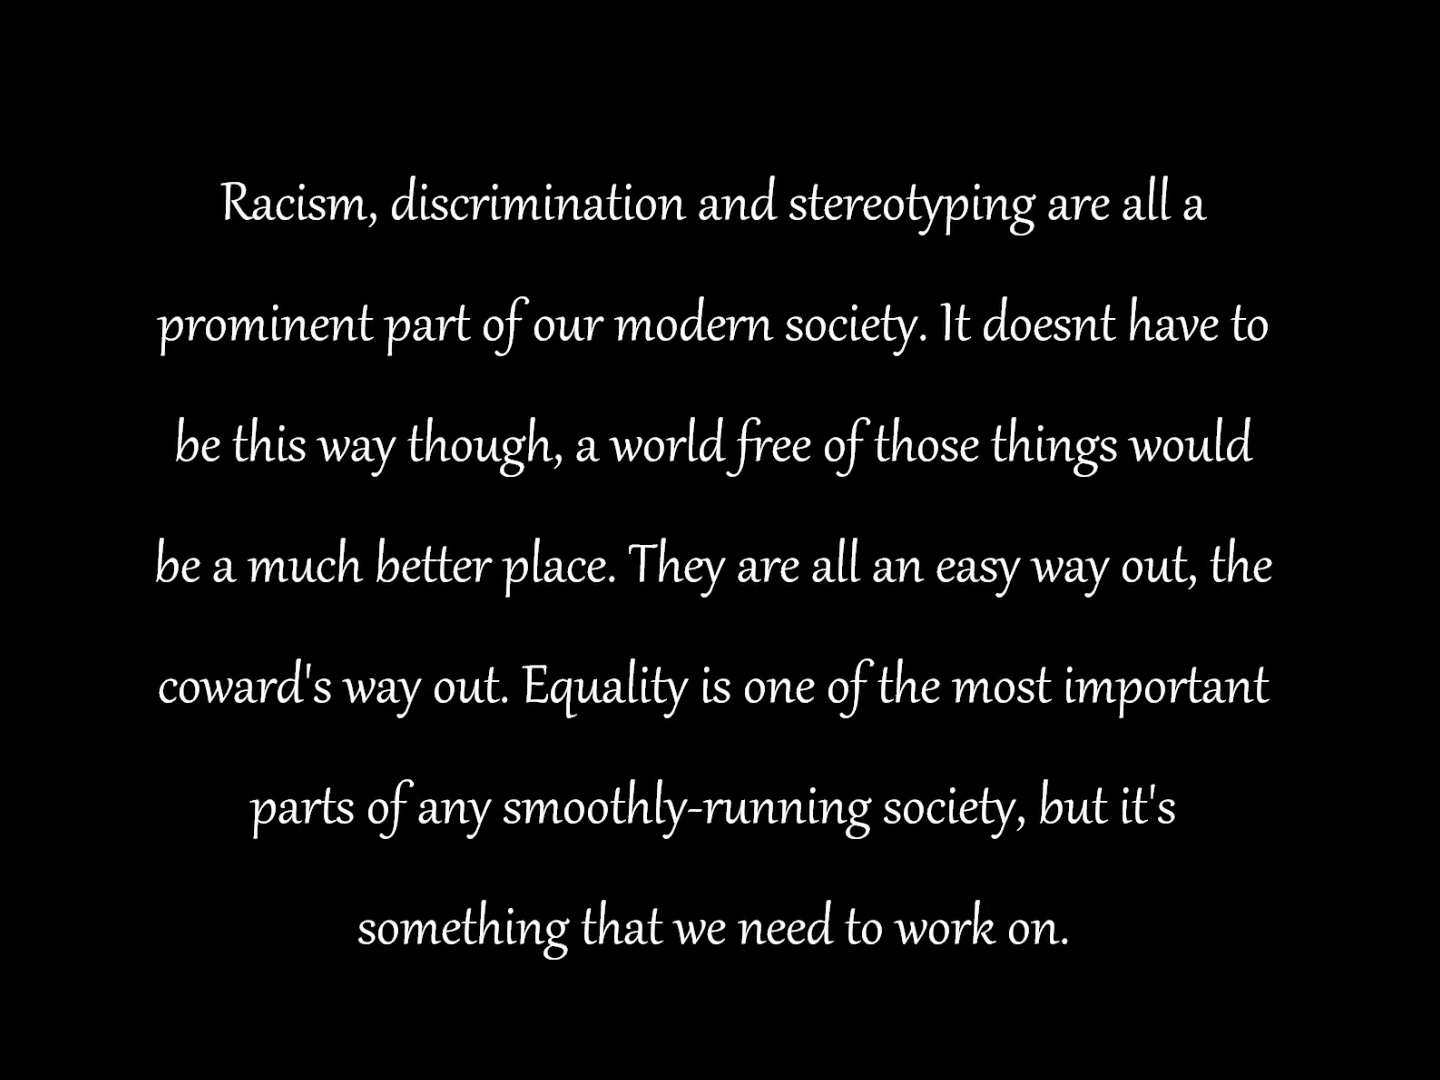 Racism, discrimination and stereotyping are all a
prominent part of our modern society. It doesnt have to
be this way though, a world free of those things would
be a much better place. They are all an easy way out, the
coward's way out. Equality is one of the most important
parts of any smoothly-running society, but it's
something that we need to work on.